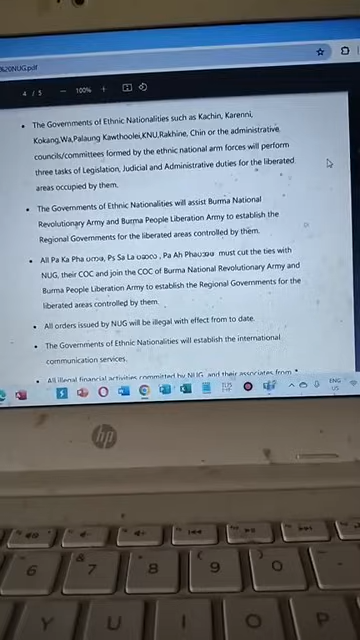 %20NUG.pdf
4 / 5
100%
The Governments of Ethnic Nationalities such as Kachin, Karenni,
Kokang,Wa,Palaung Kawthoolei,KNU,Rakhine, Chin or the administrative
councils/committees formed by the ethnic national arm forces will perform
three tasks of Legislation, Judicial and Administrative duties for the liberated
areas occupied by them.
The Governments of Ethnic Nationalities will assist Burma National
Revolutionary Army and Burma People Liberation Army to establish the
Regional Governments for the liberated areas controlled by them.
All Pa Ka Pha, Ps Sa La, Pa Ah Pha must cut the ties with
NUG, their COC and join the COC of Burma National Revolutionary Army and
Burma People Liberation Army to establish the Regional Governments for the
liberated areas controlled by them.
All orders issued by NUG will be illegal with effect from to date.
The Governments of Ethnic Nationalities will establish the international
communication services.
All illegal financial activities committed by NUG and their associates from
ENG
US
hp
6 & 7 * 8 ( 9 ) 0 -
Y U I O P